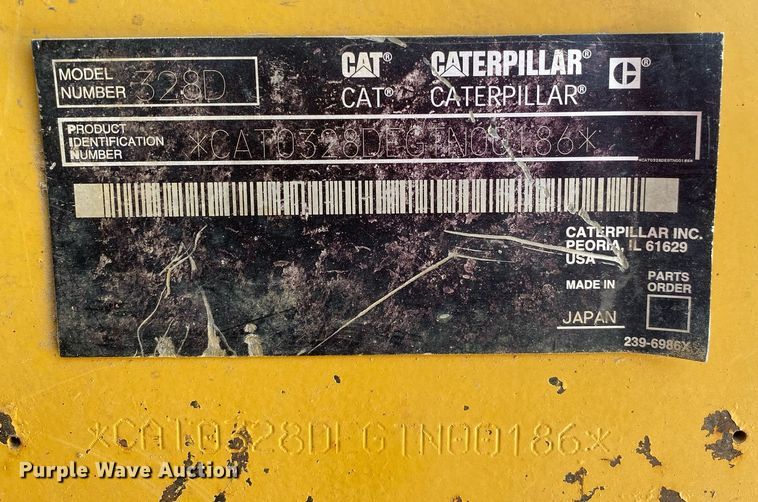 MODEL NUMBER 328D
CAT CATERPILLAR C
CAT® CATERPILLAR®
PRODUCT IDENTIFICATION NUMBER *CAT0328DEGTN00186*
CATERPILLAR INC.
PEORIA, IL 61629
USA
MADE IN
JAPAN
PARTS ORDER
239-6986X
*CAT0328DEGTN00186*
Purple Wave Auction